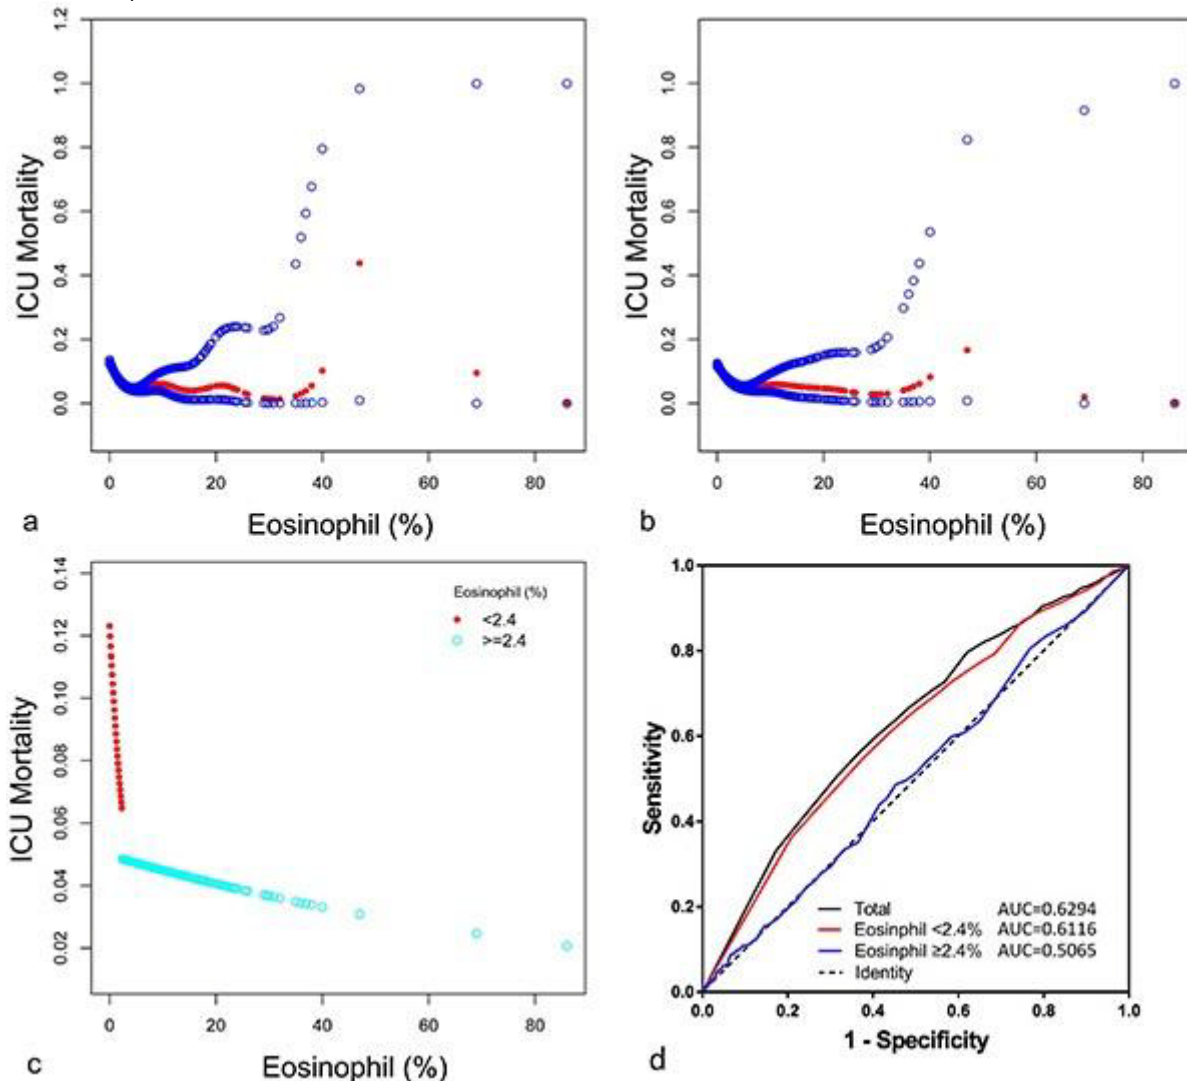 1.2
1.0
0.8
0.6
0.4
0.2
0.0
ICU Mortality
0 20 40 60 80
Eosinophil (%)
a
1.0
0.8
0.6
0.4
0.2
0.0
ICU Mortality
0 20 40 60 80
Eosinophil (%)
b
0.14
0.12
0.10
0.08
0.06
0.04
0.02
ICU Mortality
Eosinophil (%)
<2.4
>=2.4
0 20 40 60 80
Eosinophil (%)
c
1.0
0.8
0.6
0.4
0.2
0.0
Sensitivity
Total AUC=0.6294
Eosinphil <2.4% AUC=0.6116
Eosinphil ≥2.4% AUC=0.5065
Identity
0.0 0.2 0.4 0.6 0.8 1.0
1 - Specificity
d